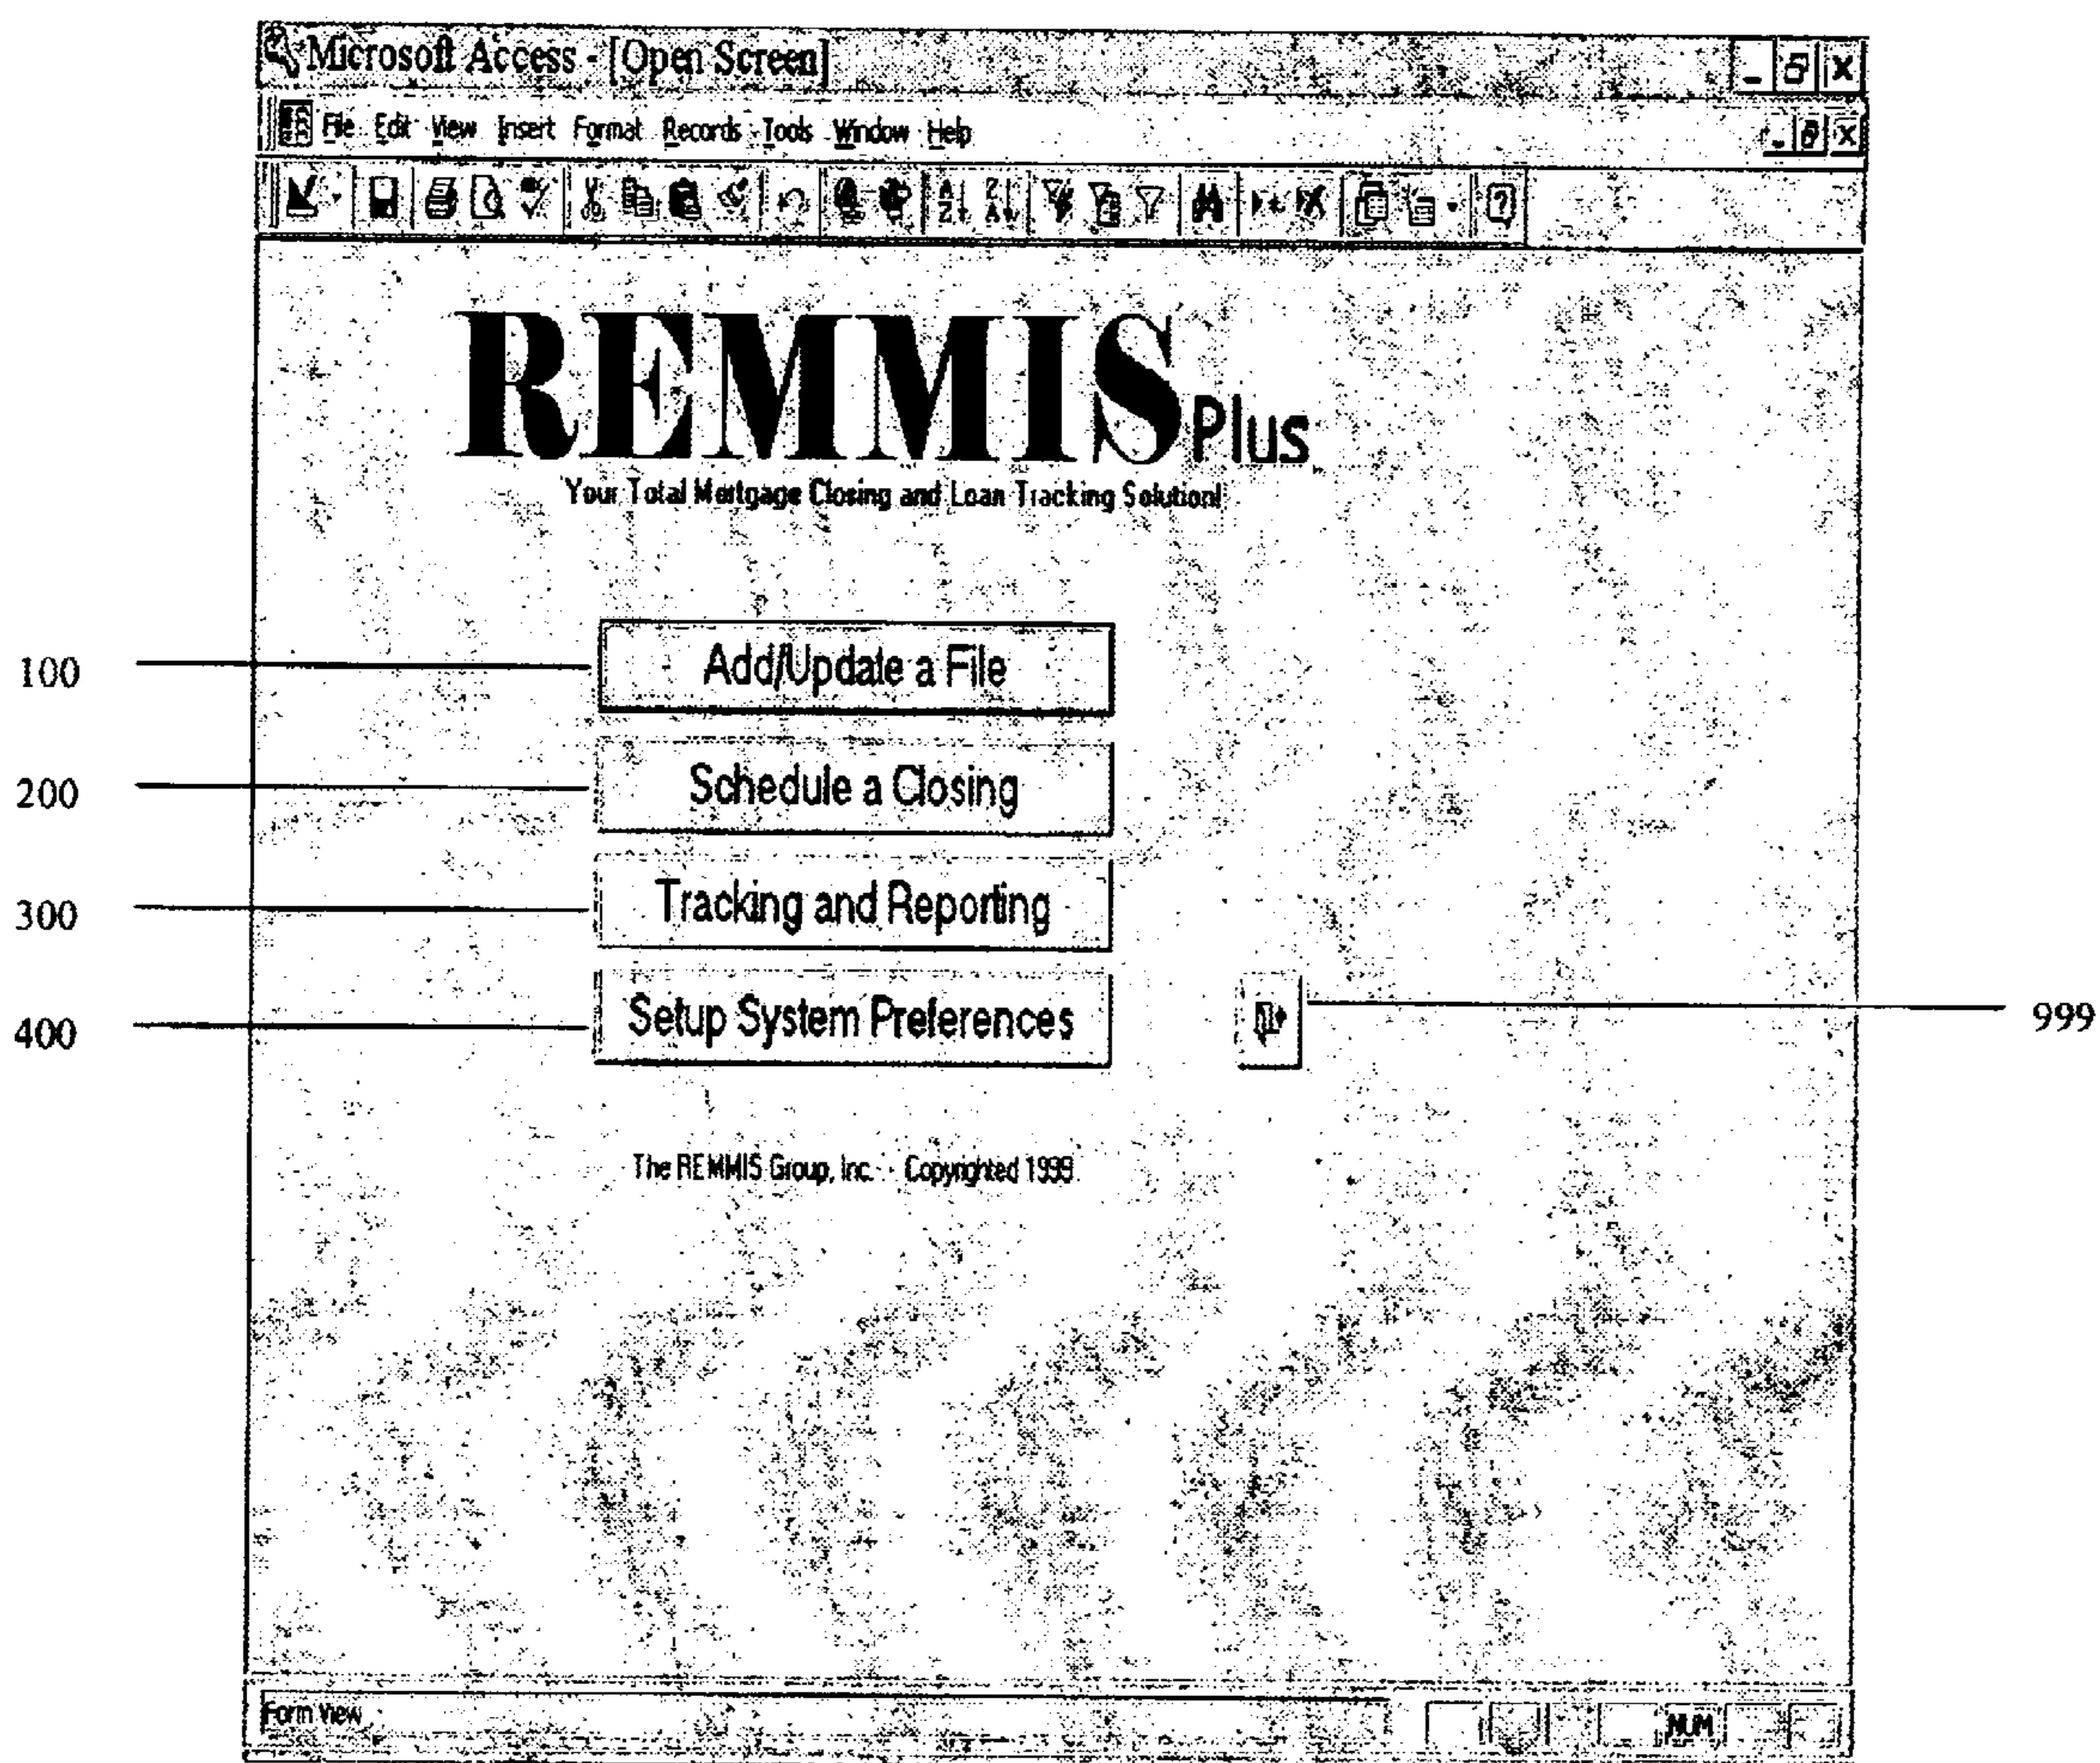 Microsoft Access - [Open Screen]
File Edit View Insert Format Records Tools Window Help
REMMIS Plus
Your Total Mortgage Closing and Loan Tracking Solution!
100 Add/Update a File
200 Schedule a Closing
300 Tracking and Reporting
400 Setup System Preferences 999
The REMMIS Group, Inc. - Copyrighted 1999
Form View NUM